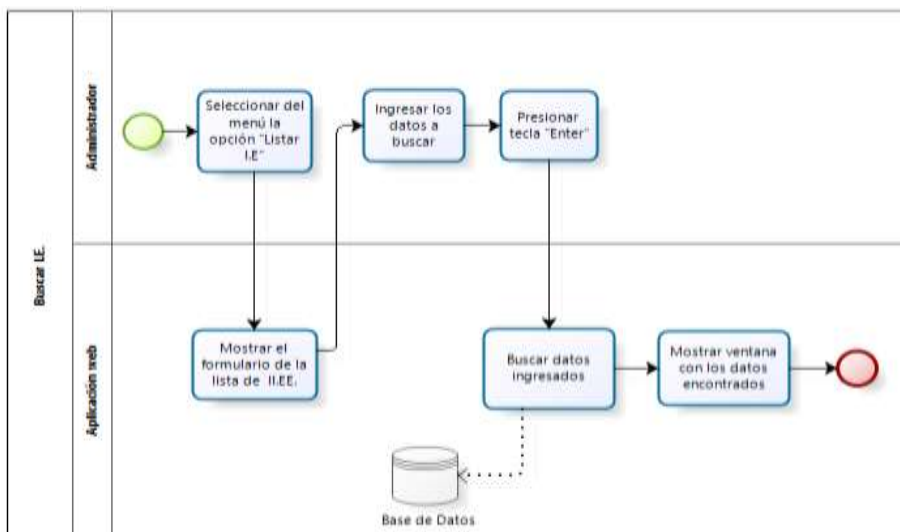 Buscar I.E.
Administrador
Seleccionar del
menú la
opción "Listar
I.E"
Ingresar los
datos a
buscar
Presionar
tecla "Enter"
Aplicación web
Mostrar el
formulario de la
lista de II.EE.
Buscar datos
ingresados
Mostrar ventana
con los datos
encontrados
Base de Datos